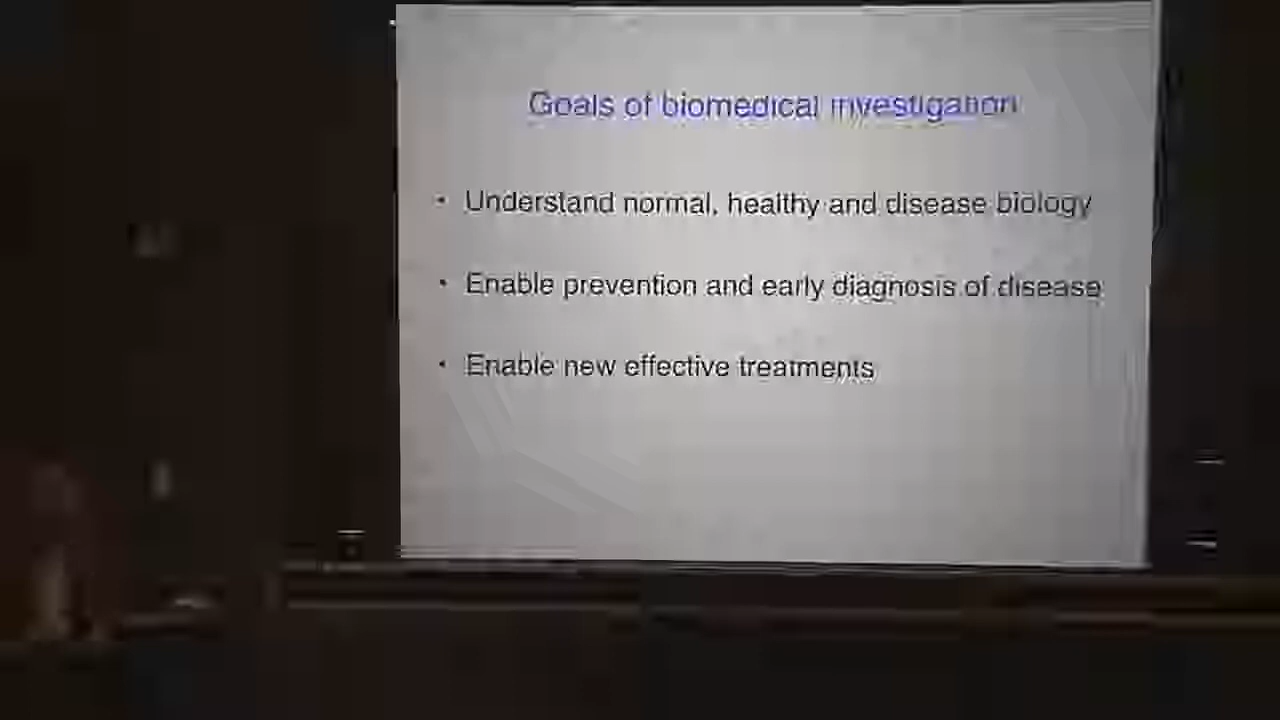 Goals of biomedical investigation
• Understand normal, healthy and disease biology
• Enable prevention and early diagnosis of disease
• Enable new effective treatments